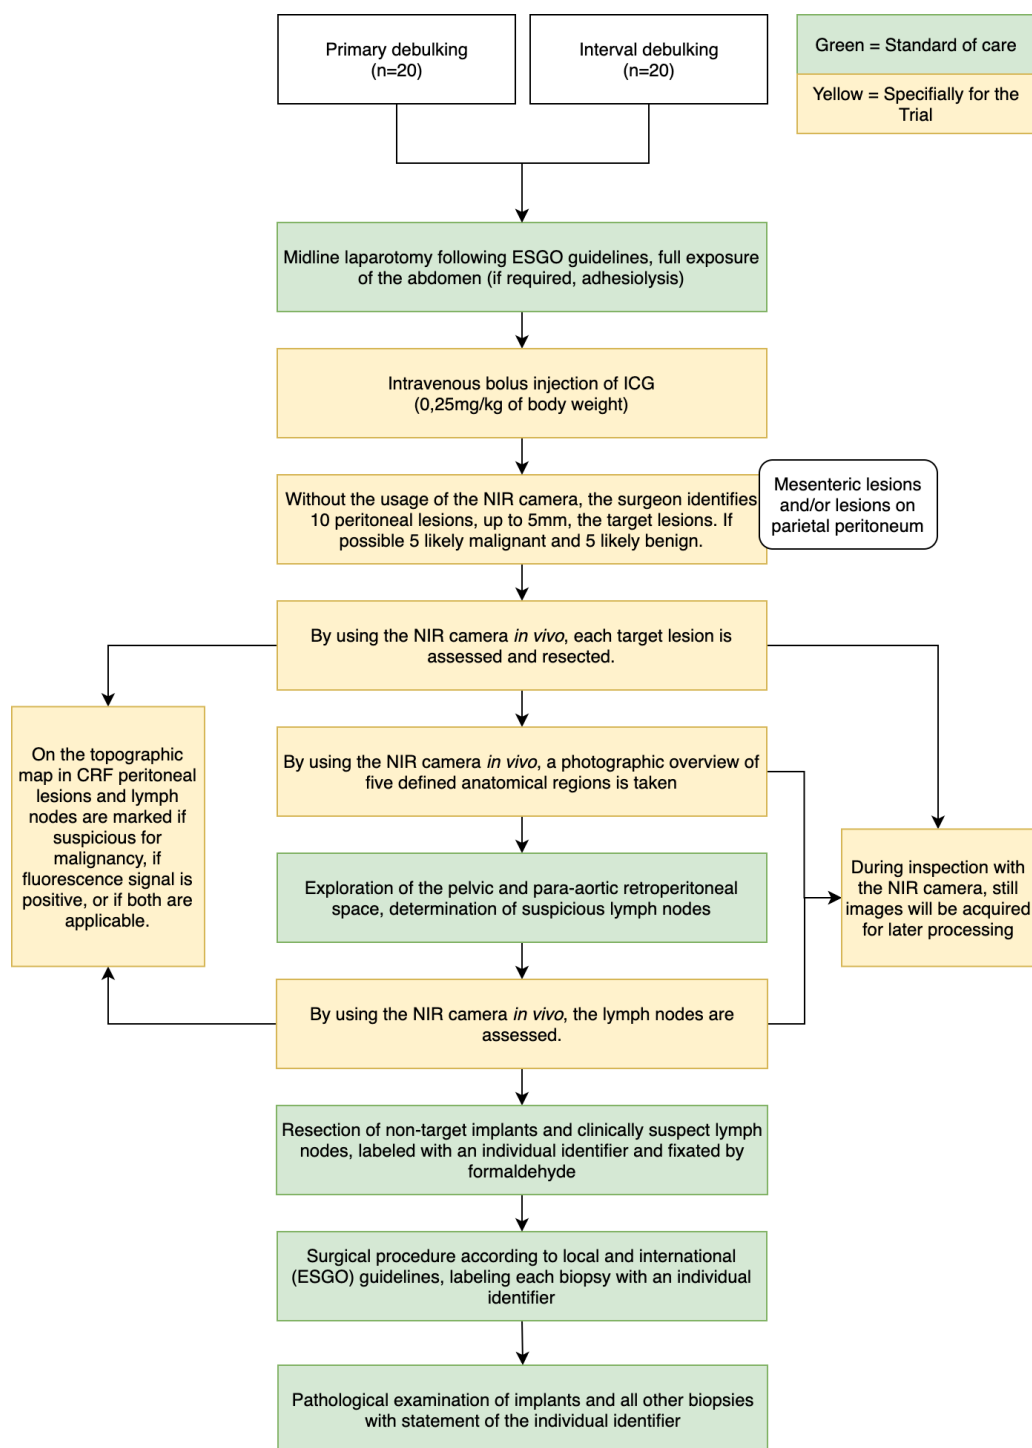 Primary debulking
(n=20)
Interval debulking
(n=20)
Green = Standard of care
Yellow = Specifially for the
Trial
Midline laparotomy following ESGO guidelines, full exposure
of the abdomen (if required, adhesiolysis)
Intravenous bolus injection of ICG
(0,25mg/kg of body weight)
Without the usage of the NIR camera, the surgeon identifies
10 peritoneal lesions, up to 5mm, the target lesions. If
possible 5 likely malignant and 5 likely benign.
Mesenteric lesions
and/or lesions on
parietal peritoneum
By using the NIR camera in vivo, each target lesion is
assessed and resected.
On the topographic
map in CRF peritoneal
lesions and lymph
nodes are marked if
suspicious for
malignancy, if
fluorescence signal is
positive, or if both are
applicable.
By using the NIR camera in vivo, a photographic overview of
five defined anatomical regions is taken
Exploration of the pelvic and para-aortic retroperitoneal
space, determination of suspicious lymph nodes
During inspection with
the NIR camera, still
images will be acquired
for later processing
By using the NIR camera in vivo, the lymph nodes are
assessed.
Resection of non-target implants and clinically suspect lymph
nodes, labeled with an individual identifier and fixated by
formaldehyde
Surgical procedure according to local and international
(ESGO) guidelines, labeling each biopsy with an individual
identifier
Pathological examination of implants and all other biopsies
with statement of the individual identifier